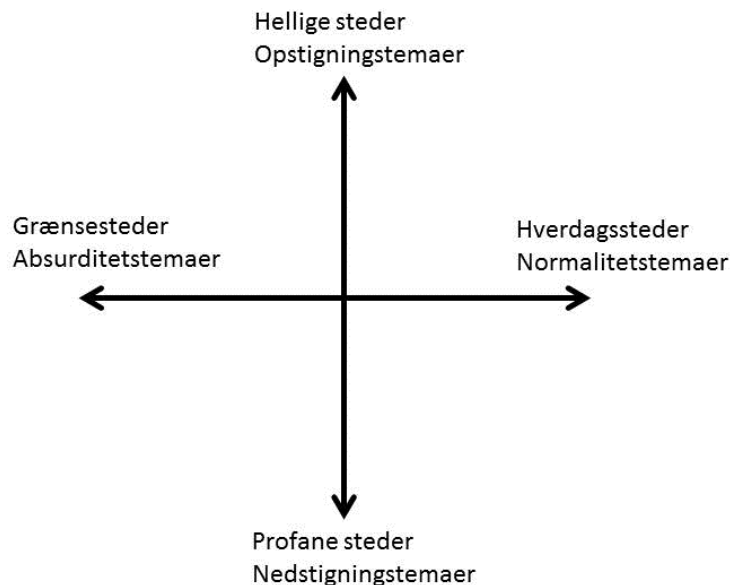 Hellige steder
Opstigningstemaer
Grænsesteder
Absurditetstemaer
Hverdagssteder
Normalitetstemaer
Profane steder
Nedstigningstemaer